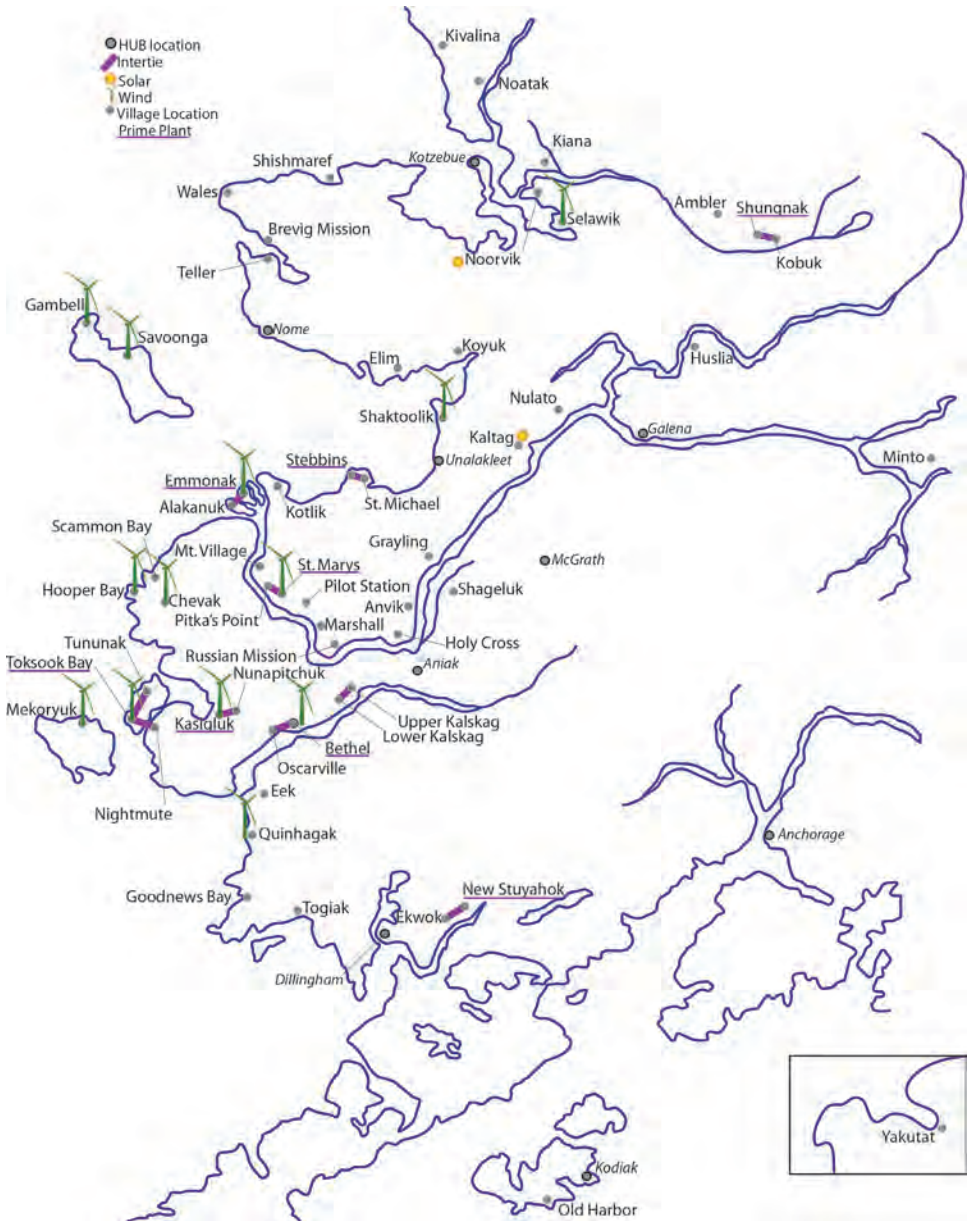 HUB location
Intertie
Solar
Wind
Village Location
Prime Plant
Kivalina
Noatak
Kiana
Kotzebue
Shishmaref
Wales
Ambler
Shungnak
Selawik
Brevig Mission
Kobuk
Noorvik
Teller
Gambell
Savoonga
Nome
Koyuk
Elim
Huslia
Shaktoolik
Nulato
Galena
Kaltag
Unalakleet
Minto
Stebbins
Emmonak
St. Michael
Kotlik
Alakanuk
Scammon Bay
Mt. Village
Grayling
McGrath
St. Marys
Hooper Bay
Chevak
Pilot Station
Shageluk
Pitka's Point
Anvik
Marshall
Holy Cross
Tununak
Russian Mission
Aniak
Toksook Bay
Nunapitchuk
Mekoryuk
Kasigluk
Upper Kalskag
Lower Kalskag
Bethel
Oscarville
Eek
Nightmute
Quinhagak
Anchorage
New Stuyahok
Goodnews Bay
Togiak
Ekwok
Dillingham
Yakutat
Kodiak
Old Harbor